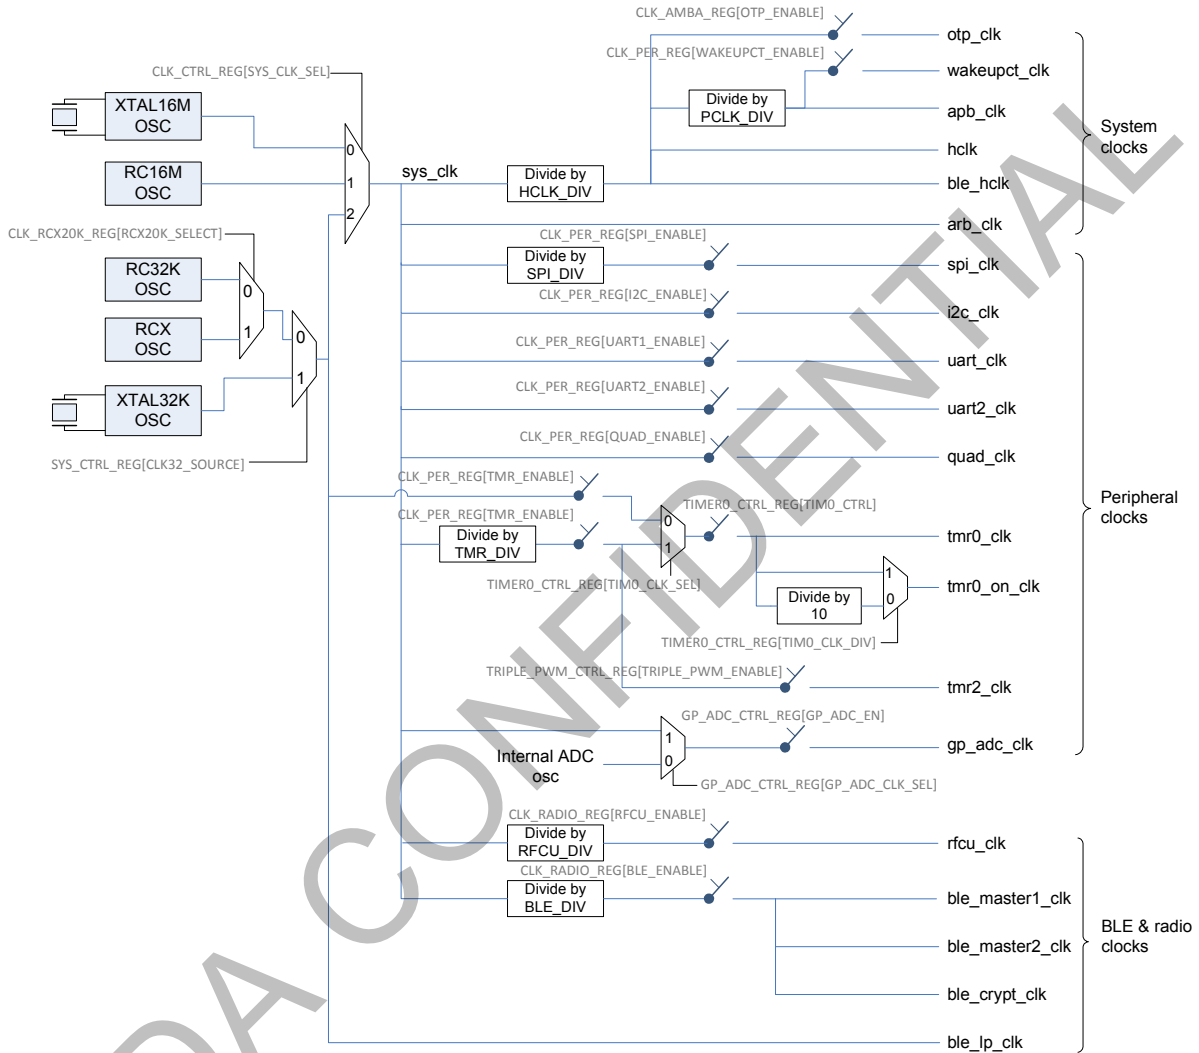 CLK_AMBA_REG[OTP_ENABLE]
otp_clk
CLK_PER_REG[WAKEUPCT_ENABLE]
wakeupct_clk
CLK_CTRL_REG[SYS_CLK_SEL]
XTAL16M
OSC
Divide by
PCLK_DIV
apb_clk
System
clocks
0
hclk
RC16M
OSC
1
sys_clk
Divide by
HCLK_DIV
ble_hclk
2
arb_clk
CLK_RCX20K_REG[RCX20K_SELECT]
CLK_PER_REG[SPI_ENABLE]
RC32K
OSC
Divide by
SPI_DIV
spi_clk
0
CLK_PER_REG[I2C_ENABLE]
i2c_clk
RCX
OSC
1
0
CLK_PER_REG[UART1_ENABLE]
uart_clk
1
CLK_PER_REG[UART2_ENABLE]
XTAL32K
OSC
uart2_clk
CLK_PER_REG[QUAD_ENABLE]
quad_clk
SYS_CTRL_REG[CLK32_SOURCE]
CLK_PER_REG[TMR_ENABLE]
Peripheral
clocks
TIMER0_CTRL_REG[TIM0_CTRL]
CLK_PER_REG[TMR_ENABLE]
0
Divide by
TMR_DIV
1
tmr0_clk
TIMER0_CTRL_REG[TIM0_CLK_SEL]
1
tmr0_on_clk
Divide by
10
0
TIMER0_CTRL_REG[TIM0_CLK_DIV]
TRIPLE_PWM_CTRL_REG[TRIPLE_PWM_ENABLE]
tmr2_clk
GP_ADC_CTRL_REG[GP_ADC_EN]
1
gp_adc_clk
Internal ADC
osc
0
GP_ADC_CTRL_REG[GP_ADC_CLK_SEL]
CLK_RADIO_REG[RFCU_ENABLE]
Divide by
RFCU_DIV
rfcu_clk
CLK_RADIO_REG[BLE_ENABLE]
Divide by
BLE_DIV
ble_master1_clk
BLE & radio
clocks
ble_master2_clk
ble_crypt_clk
ble_lp_clk
DA CONFIDENTIAL